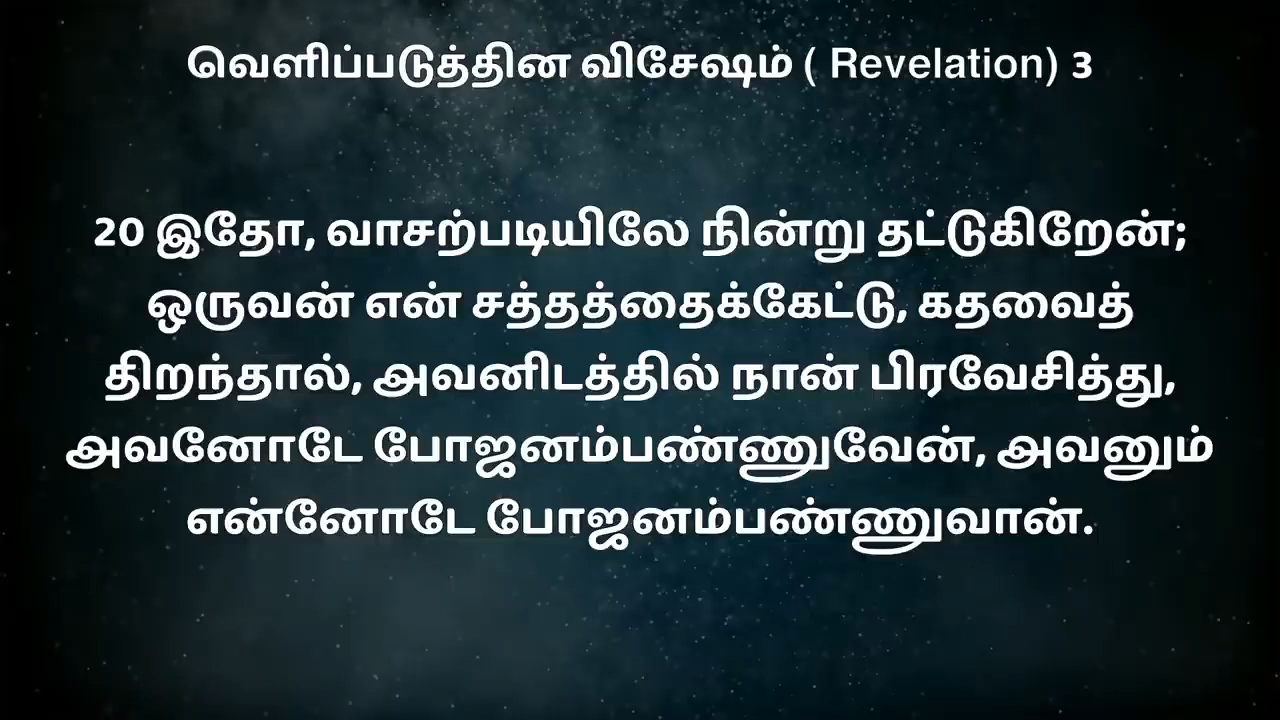 வெளிப்படுத்தின விசேஷம் ( Revelation) 3
20 இதோ, வாசற்படியிலே நின்று தட்டுகிறேன்;
ஒருவன் என் சத்தத்தைக்கேட்டு, கதவைத்
திறந்தால், அவனிடத்தில் நான் பிரவேசித்து,
அவனோடே போஜனம்பண்ணுவேன், அவனும்
என்னோடே போஜனம்பண்ணுவான்.